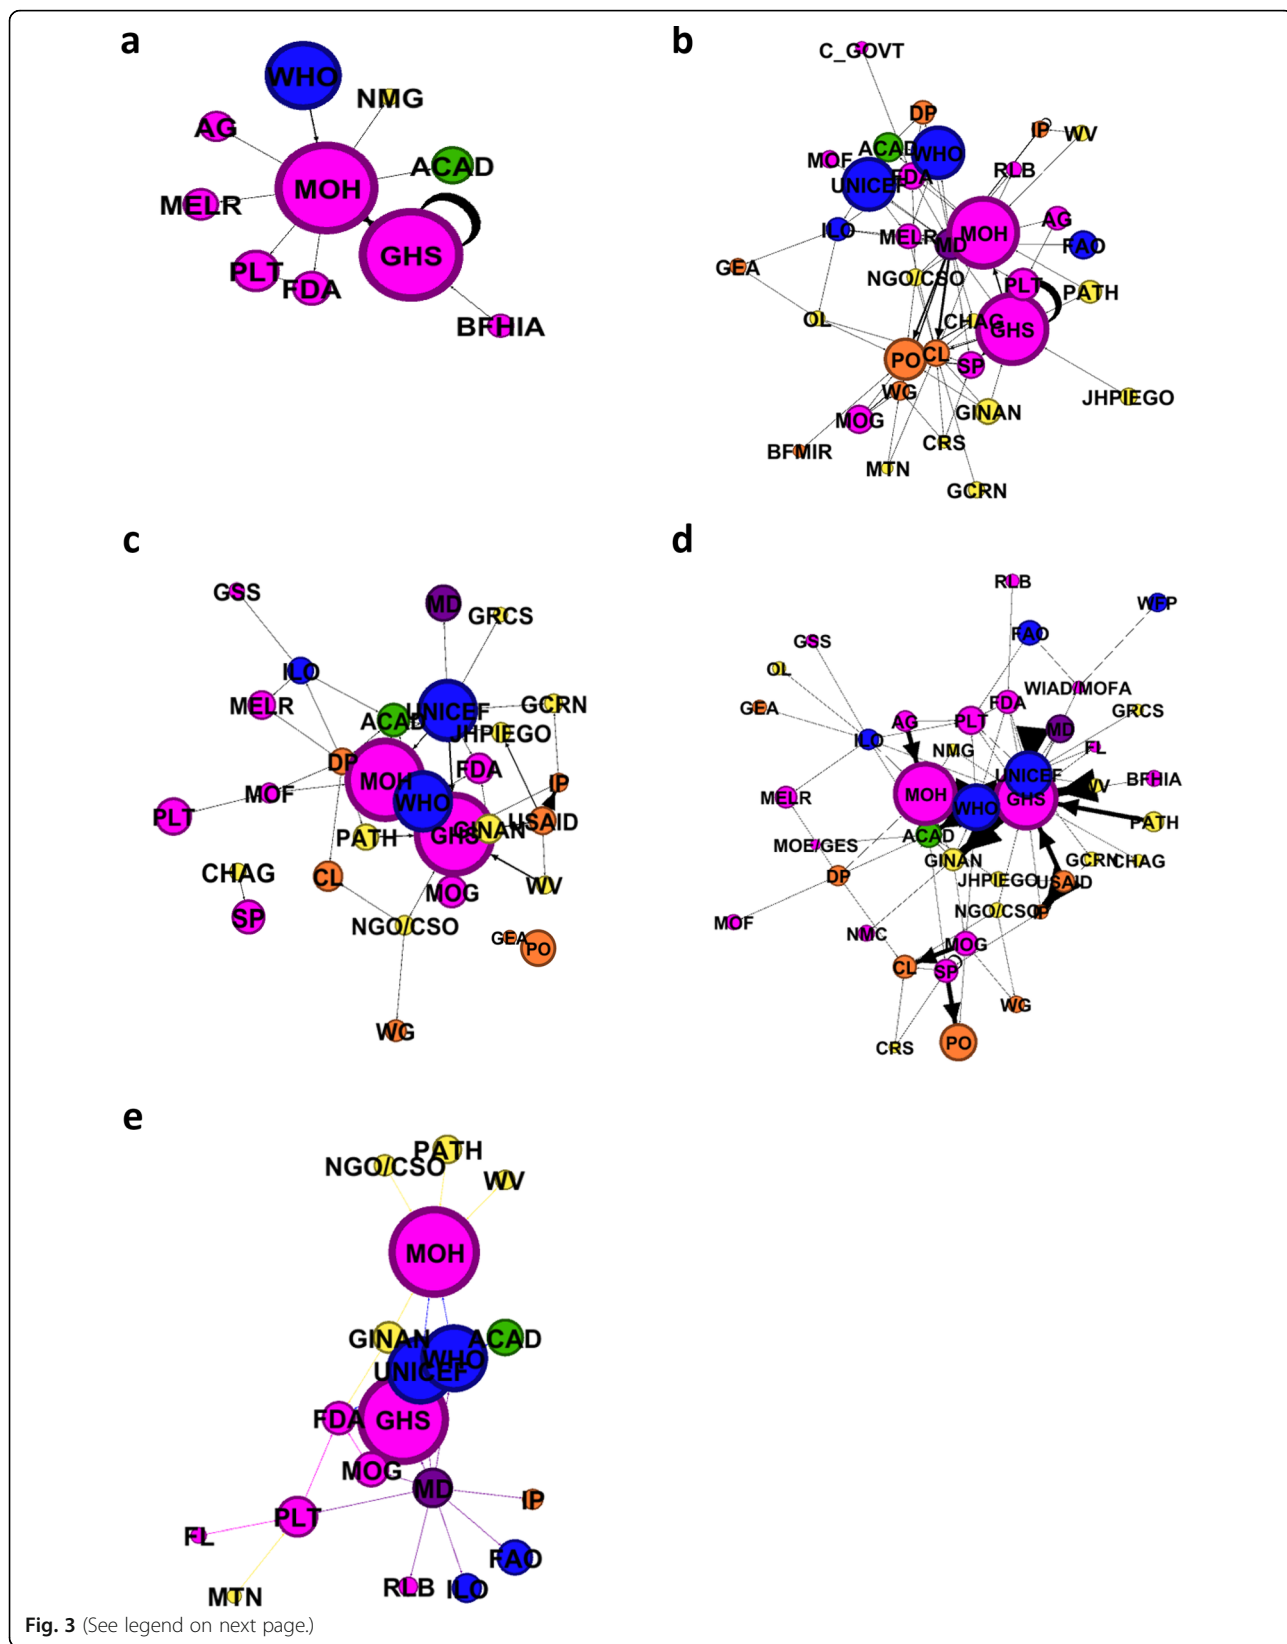 a
WHO
NMG
AG
ACAD
MOH
MELR
GHS
PLT
FDA
BFHIA
b
C_GOVT
DP
IP
WV
ACAD
WHO
MOF
RLB
UNICEF
FDA
AG
ILO
MELR
MOH
MD
FAO
GEA
NGO/CSO
PLT
PATH
OL
CHAG
GHS
PO
CL
SP
WG
JHPIEGO
MOG
GINAN
CRS
BFMIR
MTN
GCRN
c
GSS
MD
GRCS
ILO
MELR
GCRN
UNICEF
ACAD
JHPIEGO
DP
FDA
MOH
IP
MOF
WHO
PLT
USAID
GINAN
PATH
GHS
CHAG
CL
WV
MOG
SP
NGO/CSO
GEA
PO
WG
d
RLB
WFP
FAO
GSS
OL
WIAD/MOFA
GEA
FDA
GRCS
AG
PLT
MD
ILO
NMG
FL
UNICEF
BFHIA
WV
MELR
MOH
GHS
WHO
PATH
ACAD
MOE/GES
GINAN
GCRN
CHAG
DP
JHPIEGO
USAID
NGO/CSO
IP
MOF
NMC
MOG
CL
SP
WG
PO
CRS
e
PATH
NGO/CSO
WV
MOH
GINAN
ACAD
WHO
UNICEF
FDA
GHS
MOG
MD
IP
PLT
FL
FAO
RLB
ILO
MTN
Fig. 3 (See legend on next page.)